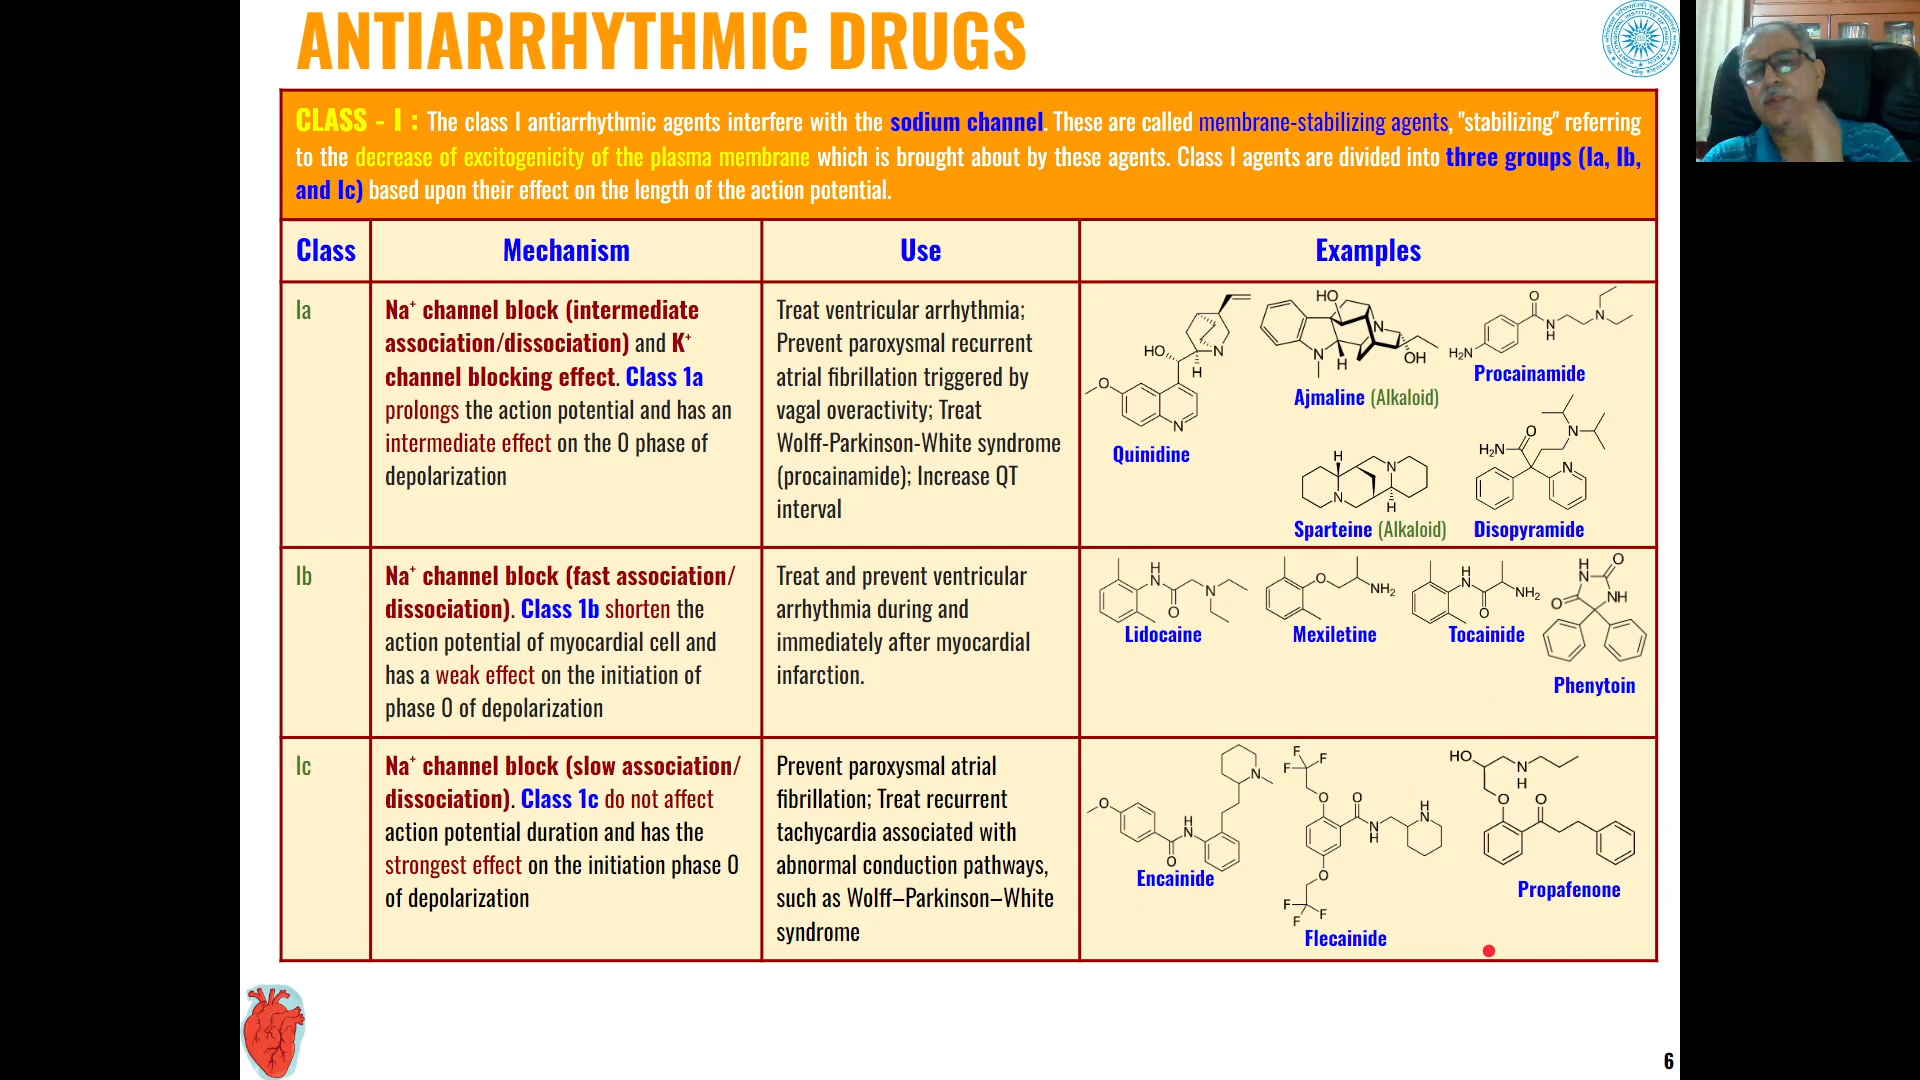 ANTIARRHYTHMIC DRUGS
CLASS - I : The class I antiarrhythmic agents interfere with the sodium channel. These are called membrane-stabilizing agents, "stabilizing" referring
to the decrease of excitogenicity of the plasma membrane which is brought about by these agents. Class I agents are divided into three groups (Ia, Ib,
and Ic) based upon their effect on the length of the action potential.
Class
Mechanism
Use
Examples
Ia
Na⁺ channel block (intermediate
association/dissociation) and K⁺
channel blocking effect. Class 1a
prolongs the action potential and has an
intermediate effect on the 0 phase of
depolarization
Treat ventricular arrhythmia;
Prevent paroxysmal recurrent
atrial fibrillation triggered by
vagal overactivity; Treat
Wolff-Parkinson-White syndrome
(procainamide); Increase QT
interval
HO
N
H
O
N
Quinidine
HO
N
N
H
OH
Ajmaline (Alkaloid)
O
N
N
H
H₂N
Procainamide
H
N
N
H
Sparteine (Alkaloid)
O
N
H₂N
N
Disopyramide
Ib
Na⁺ channel block (fast association/
dissociation). Class 1b shorten the
action potential of myocardial cell and
has a weak effect on the initiation of
phase 0 of depolarization
Treat and prevent ventricular
arrhythmia during and
immediately after myocardial
infarction.
H
N
N
O
Lidocaine
O
NH₂
Mexiletine
H
N
NH₂
O
Tocainide
H
N
O
O
NH
Phenytoin
Ic
Na⁺ channel block (slow association/
dissociation). Class 1c do not affect
action potential duration and has the
strongest effect on the initiation phase 0
of depolarization
Prevent paroxysmal atrial
fibrillation; Treat recurrent
tachycardia associated with
abnormal conduction pathways,
such as Wolff–Parkinson–White
syndrome
N
O
H
N
O
Encainide
F
F
F
O
O
H
N
N
H
O
F
F
F
Flecainide
HO
N
H
O
O
Propafenone
6